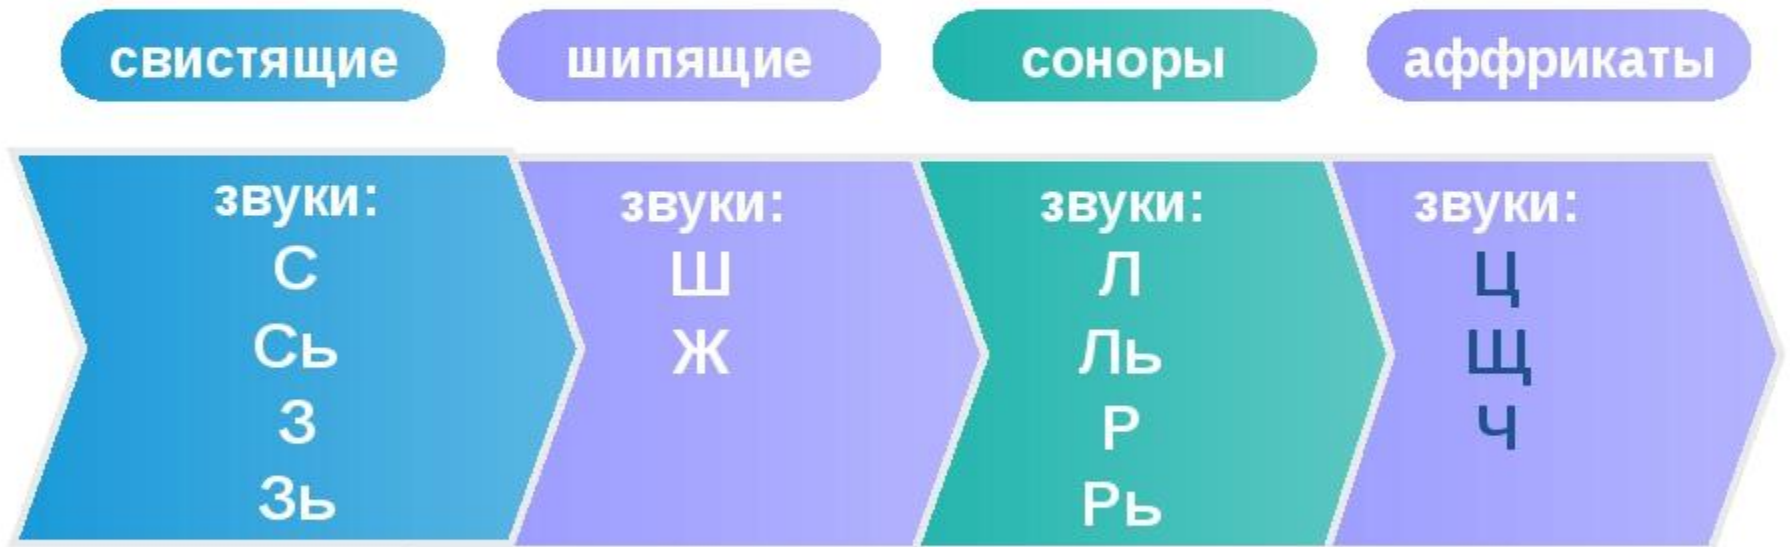 свистящие
шипящие
соноры
аффрикаты
звуки:
С
Сь
З
Зь
звуки:
Ш
Ж
звуки:
Л
Ль
Р
Рь
звуки:
Ц
Щ
Ч